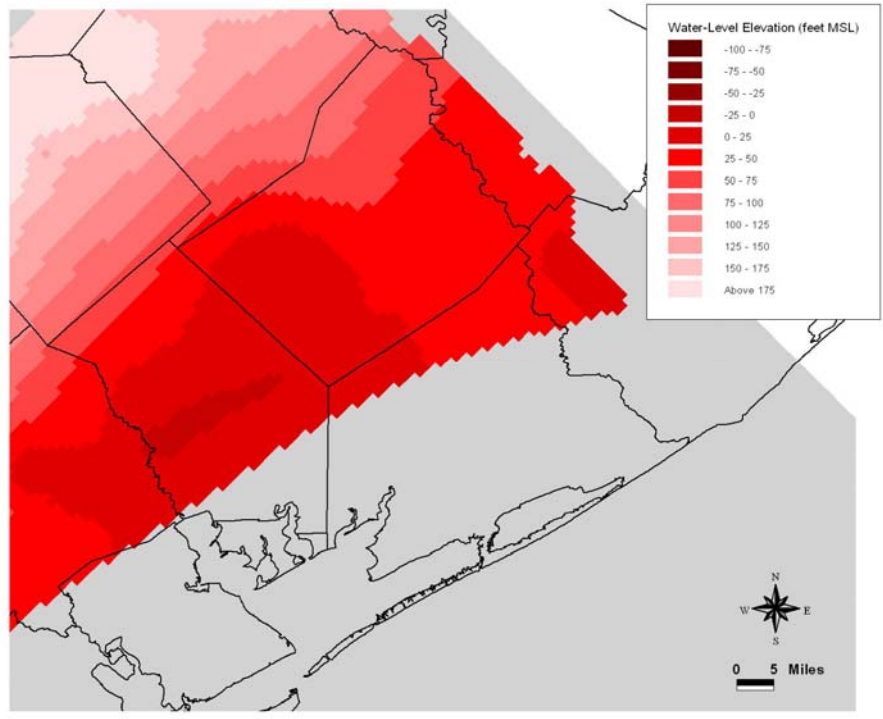 Water-Level Elevation (feet MSL)
-100 - -75
-75 - -50
-50 - -25
-25 - 0
0 - 25
25 - 50
50 - 75
75 - 100
100 - 125
125 - 150
150 - 175
Above 175
N
W E
S
0 5 Miles